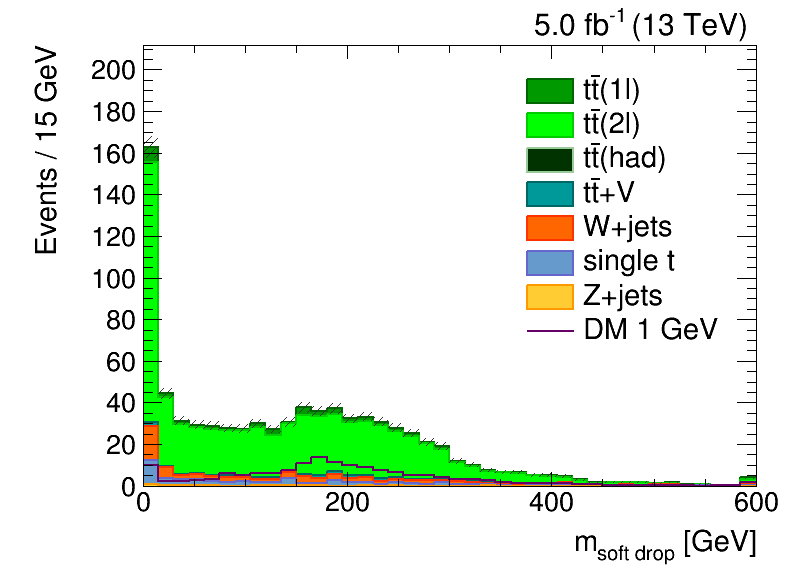 5.0 fb⁻¹ (13 TeV)
Events / 15 GeV
200
180
160
140
120
100
80
60
40
20
0
tt̄(1l)
tt̄(2l)
tt̄(had)
tt̄+V
W+jets
single t
Z+jets
DM 1 GeV
0 200 400 600
m_soft drop [GeV]